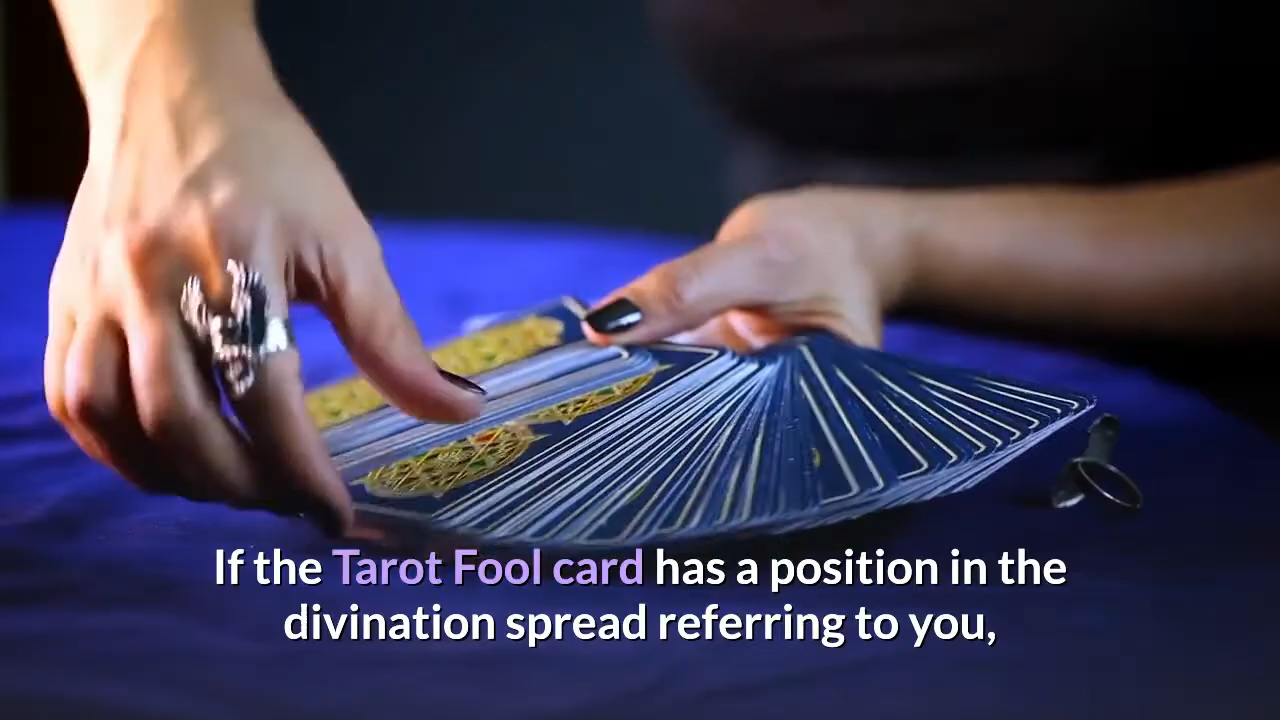 If the Tarot Fool card has a position in the
divination spread referring to you,